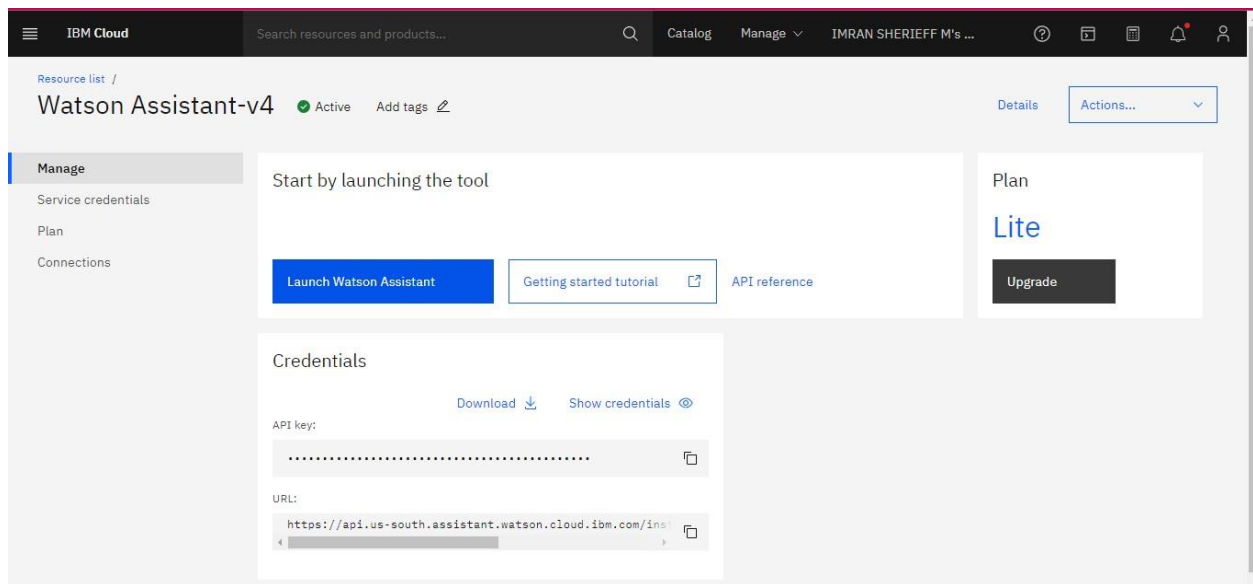 IBM Cloud
Search resources and products...
Catalog
Manage
IMRAN SHERIEFF M's ...
Resource list /
Watson Assistant-v4
Active
Add tags
Details
Actions...
Manage
Service credentials
Plan
Connections
Start by launching the tool
Launch Watson Assistant
Getting started tutorial
API reference
Plan
Lite
Upgrade
Credentials
Download
Show credentials
API key:
............................................
URL:
https://api.us-south.assistant.watson.cloud.ibm.com/ins